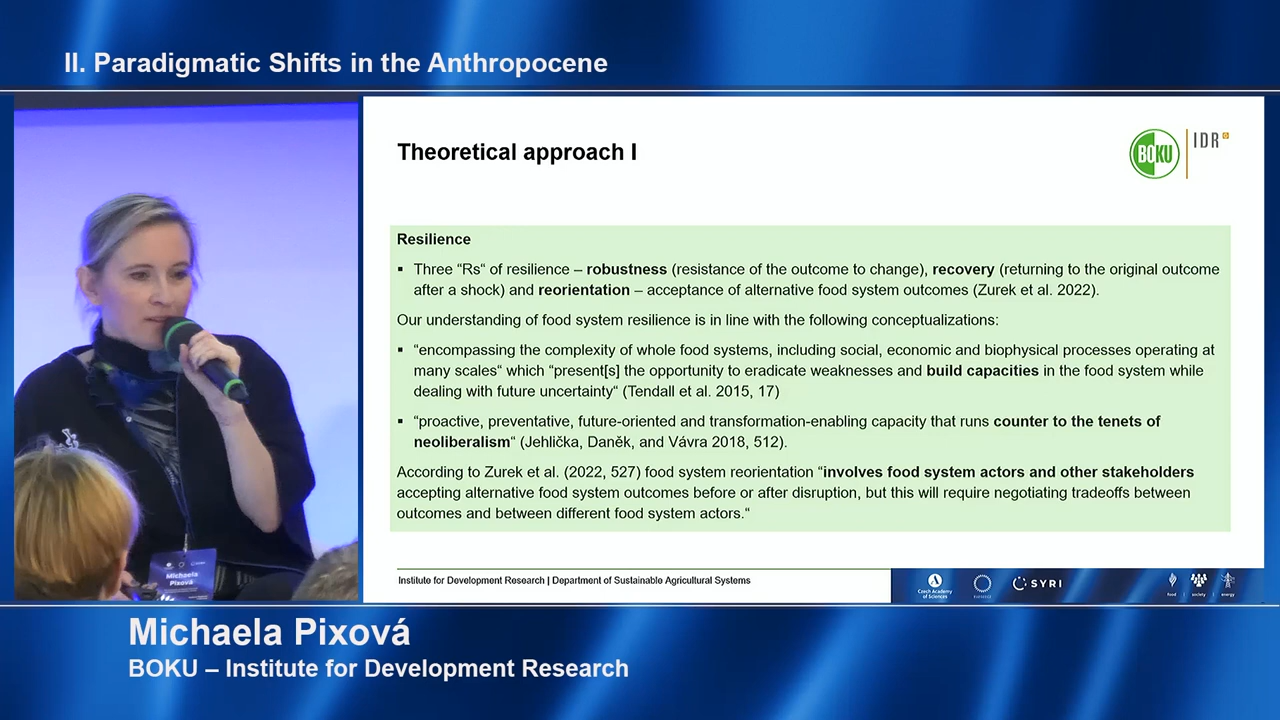 II. Paradigmatic Shifts in the Anthropocene
Theoretical approach I
BOKU
IDR
Resilience
▪ Three “Rs“ of resilience – robustness (resistance of the outcome to change), recovery (returning to the original outcome
after a shock) and reorientation – acceptance of alternative food system outcomes (Zurek et al. 2022).
Our understanding of food system resilience is in line with the following conceptualizations:
▪ “encompassing the complexity of whole food systems, including social, economic and biophysical processes operating at
many scales“ which “present[s] the opportunity to eradicate weaknesses and build capacities in the food system while
dealing with future uncertainty“ (Tendall et al. 2015, 17)
▪ “proactive, preventative, future-oriented and transformation-enabling capacity that runs counter to the tenets of
neoliberalism“ (Jehlička, Daněk, and Vávra 2018, 512).
According to Zurek et al. (2022, 527) food system reorientation “involves food system actors and other stakeholders
accepting alternative food system outcomes before or after disruption, but this will require negotiating tradeoffs between
outcomes and between different food system actors.“
Michaela
Pixová
Institute for Development Research | Department of Sustainable Agricultural Systems
Czech Academy
of Sciences
SYRI
food | society | energy
Michaela Pixová
BOKU – Institute for Development Research